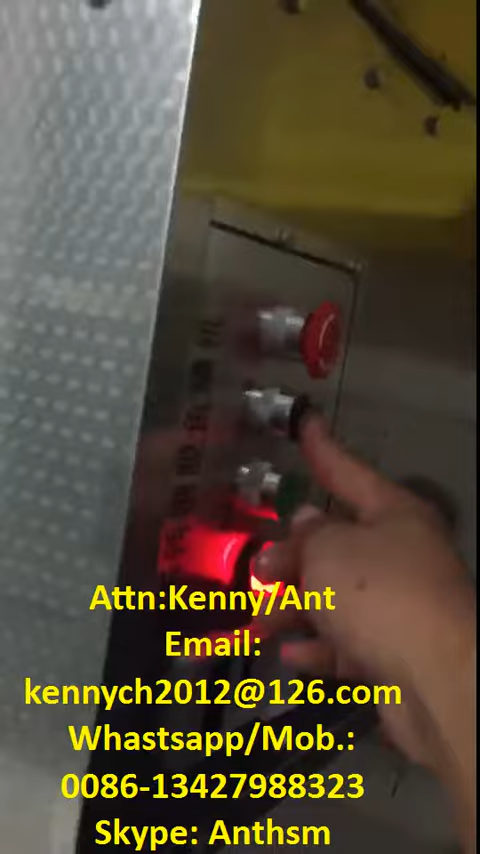 Attn:Kenny/Ant
Email:
kennych2012@126.com
Whastsapp/Mob.:
0086-13427988323
Skype: Anthsm